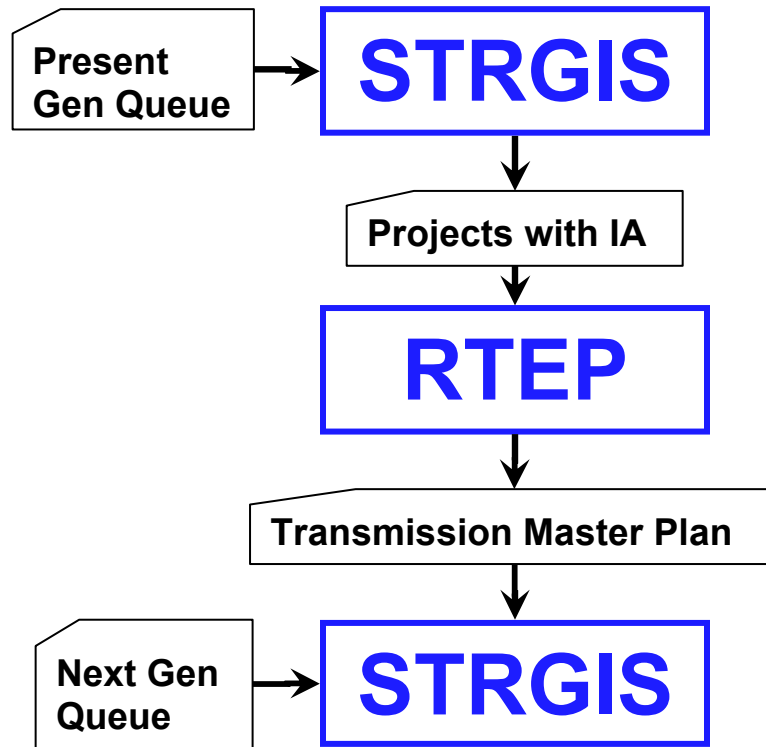 Present
Gen Queue
STRGIS
Projects with IA
RTEP
Transmission Master Plan
Next Gen
Queue
STRGIS